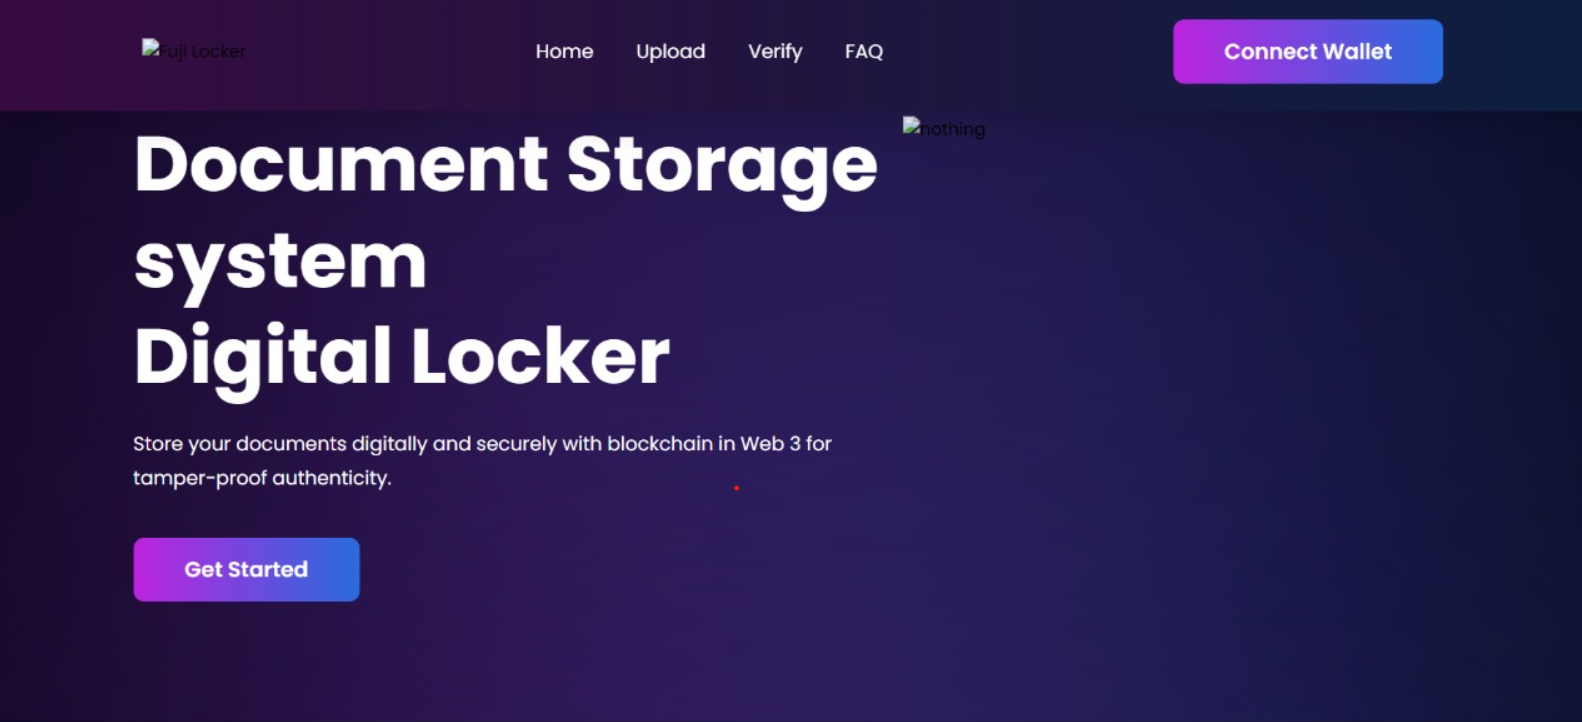 Fuji Locker
Home
Upload
Verify
FAQ
Connect Wallet
nothing
Document Storage
system
Digital Locker
Store your documents digitally and securely with blockchain in Web 3 for
tamper-proof authenticity.
Get Started